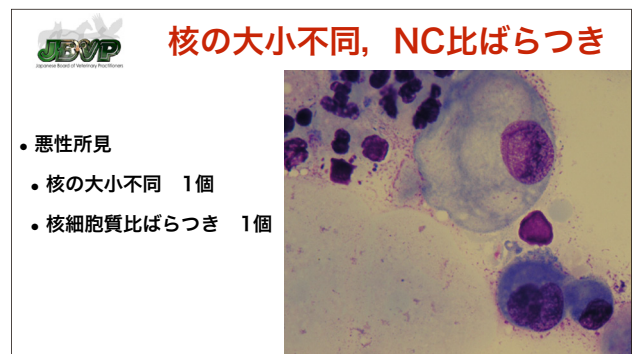 JBVP
Japanese Board of Veterinary Practitioners
核の大小不同，NC比ばらつき
• 悪性所見
• 核の大小不同　1個
• 核細胞質比ばらつき　1個